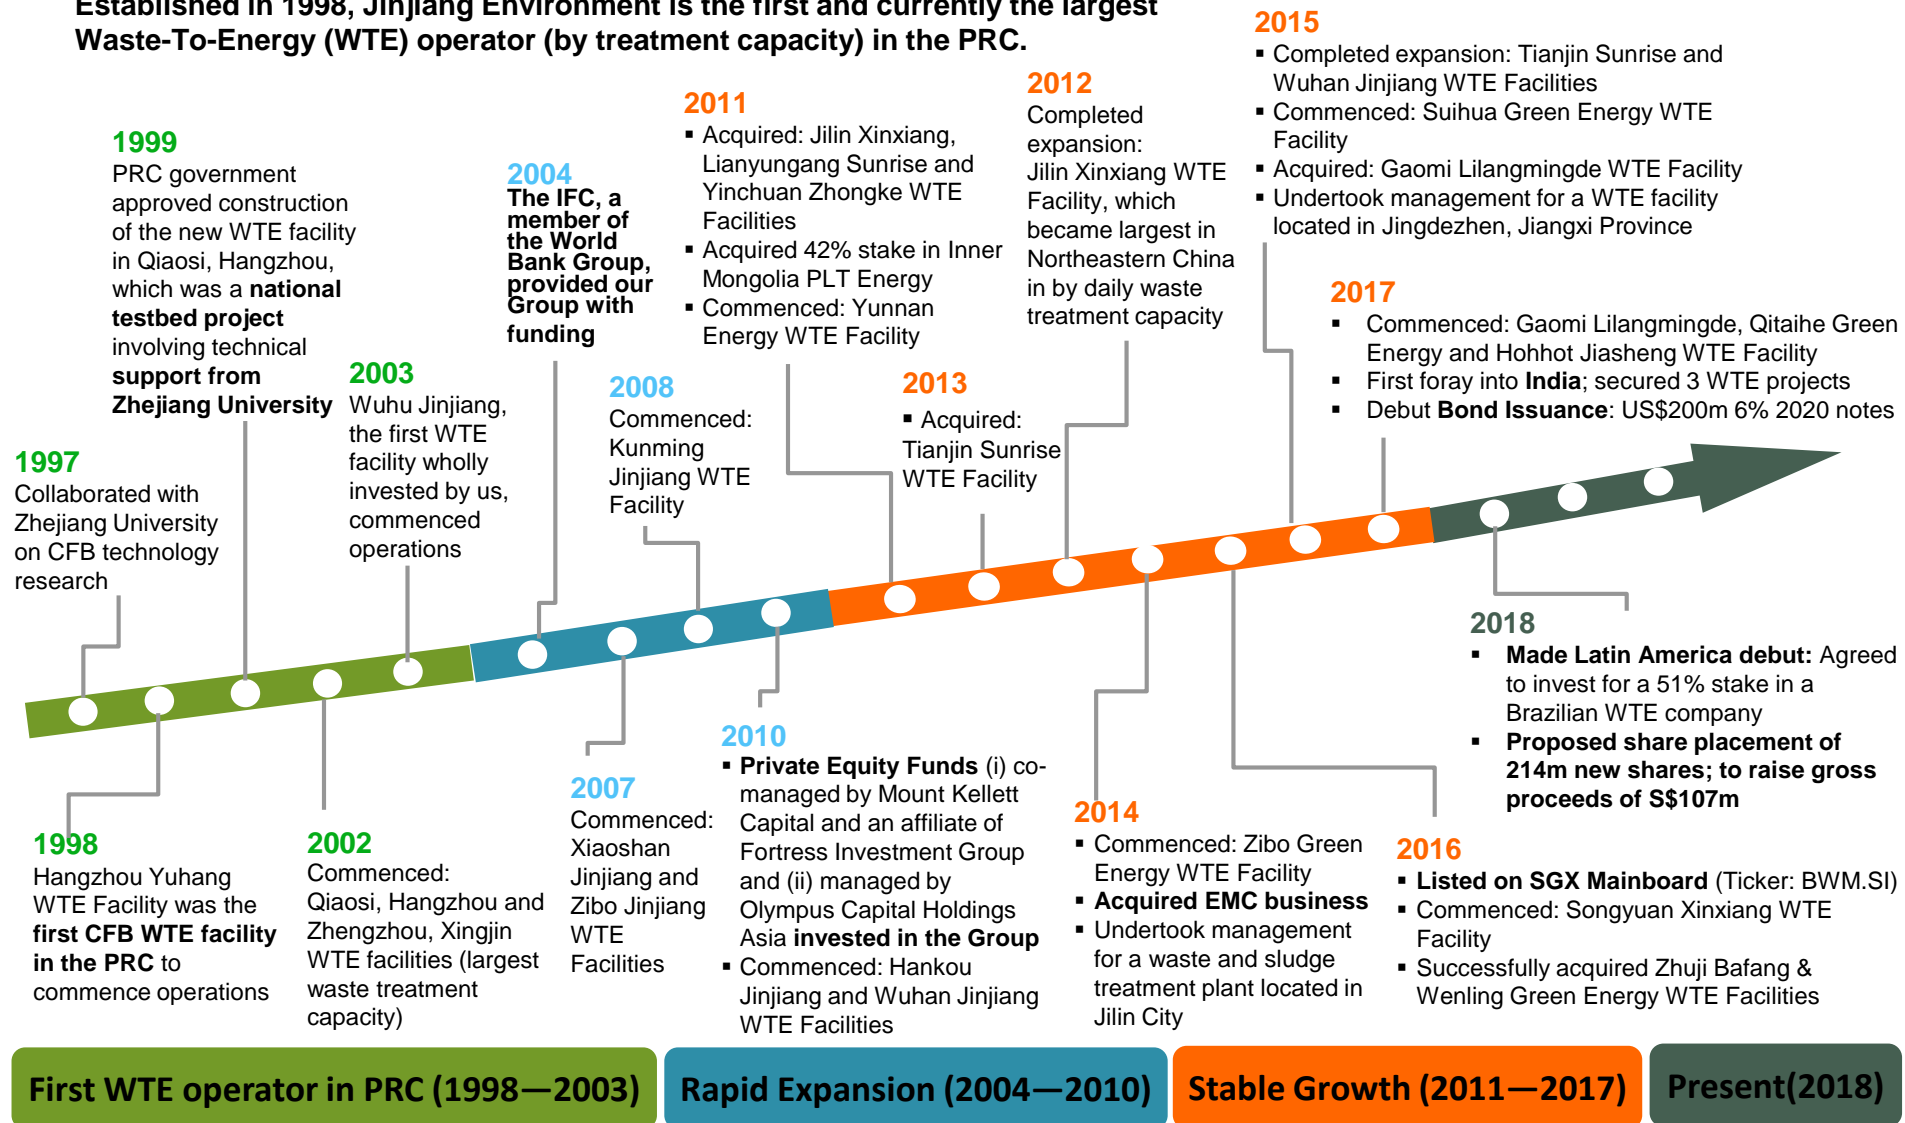 Established in 1998, Jinjiang Environment is the first and currently the largest
Waste-To-Energy (WTE) operator (by treatment capacity) in the PRC.
1997
Collaborated with
Zhejiang University
on CFB technology
research
1998
Hangzhou Yuhang
WTE Facility was the
first CFB WTE facility
in the PRC to
commence operations
1999
PRC government
approved construction
of the new WTE facility
in Qiaosi, Hangzhou,
which was a national
testbed project
involving technical
support from
Zhejiang University
2002
Commenced:
Qiaosi, Hangzhou and
Zhengzhou, Xingjin
WTE facilities (largest
waste treatment
capacity)
2003
Wuhu Jinjiang,
the first WTE
facility wholly
invested by us,
commenced
operations
2004
The IFC, a
member of
the World
Bank Group,
provided our
Group with
funding
2007
Commenced:
Xiaoshan
Jinjiang and
Zibo Jinjiang
WTE
Facilities
2008
Commenced:
Kunming
Jinjiang WTE
Facility
2010
▪ Private Equity Funds (i) co-
managed by Mount Kellett
Capital and an affiliate of
Fortress Investment Group
and (ii) managed by
Olympus Capital Holdings
Asia invested in the Group
▪ Commenced: Hankou
Jinjiang and Wuhan Jinjiang
WTE Facilities
2011
▪ Acquired: Jilin Xinxiang,
Lianyungang Sunrise and
Yinchuan Zhongke WTE
Facilities
▪ Acquired 42% stake in Inner
Mongolia PLT Energy
▪ Commenced: Yunnan
Energy WTE Facility
2012
Completed
expansion:
Jilin Xinxiang WTE
Facility, which
became largest in
Northeastern China
in by daily waste
treatment capacity
2013
▪ Acquired:
Tianjin Sunrise
WTE Facility
2014
▪ Commenced: Zibo Green
Energy WTE Facility
▪ Acquired EMC business
▪ Undertook management
for a waste and sludge
treatment plant located in
Jilin City
2015
▪ Completed expansion: Tianjin Sunrise and
Wuhan Jinjiang WTE Facilities
▪ Commenced: Suihua Green Energy WTE
Facility
▪ Acquired: Gaomi Lilangmingde WTE Facility
▪ Undertook management for a WTE facility
located in Jingdezhen, Jiangxi Province
2016
▪ Listed on SGX Mainboard (Ticker: BWM.SI)
▪ Commenced: Songyuan Xinxiang WTE
Facility
▪ Successfully acquired Zhuji Bafang &
Wenling Green Energy WTE Facilities
2017
▪ Commenced: Gaomi Lilangmingde, Qitaihe Green
Energy and Hohhot Jiasheng WTE Facility
▪ First foray into India; secured 3 WTE projects
▪ Debut Bond Issuance: US$200m 6% 2020 notes
2018
▪ Made Latin America debut: Agreed
to invest for a 51% stake in a
Brazilian WTE company
▪ Proposed share placement of
214m new shares; to raise gross
proceeds of S$107m
First WTE operator in PRC (1998—2003)
Rapid Expansion (2004—2010)
Stable Growth (2011—2017)
Present(2018)